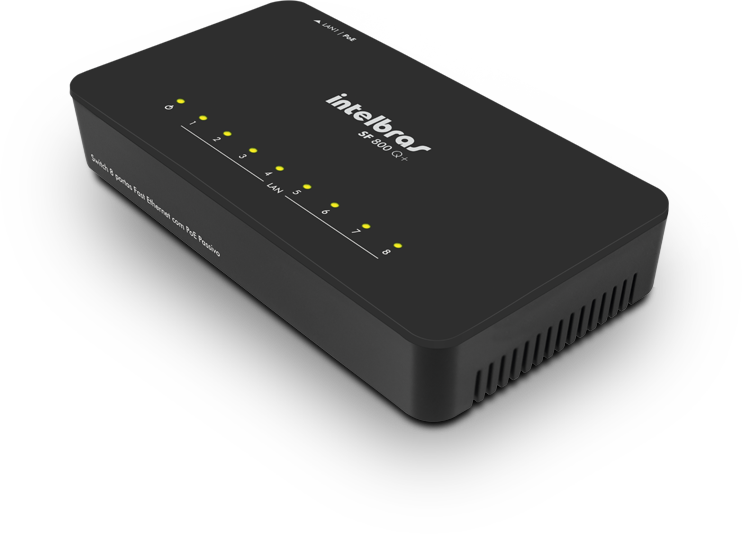 LAN1 | PoE
intelbras
SF 800 Q+
1 2 3 4 5 6 7 8
LAN
Switch 8 portas Fast Ethernet com PoE Passivo